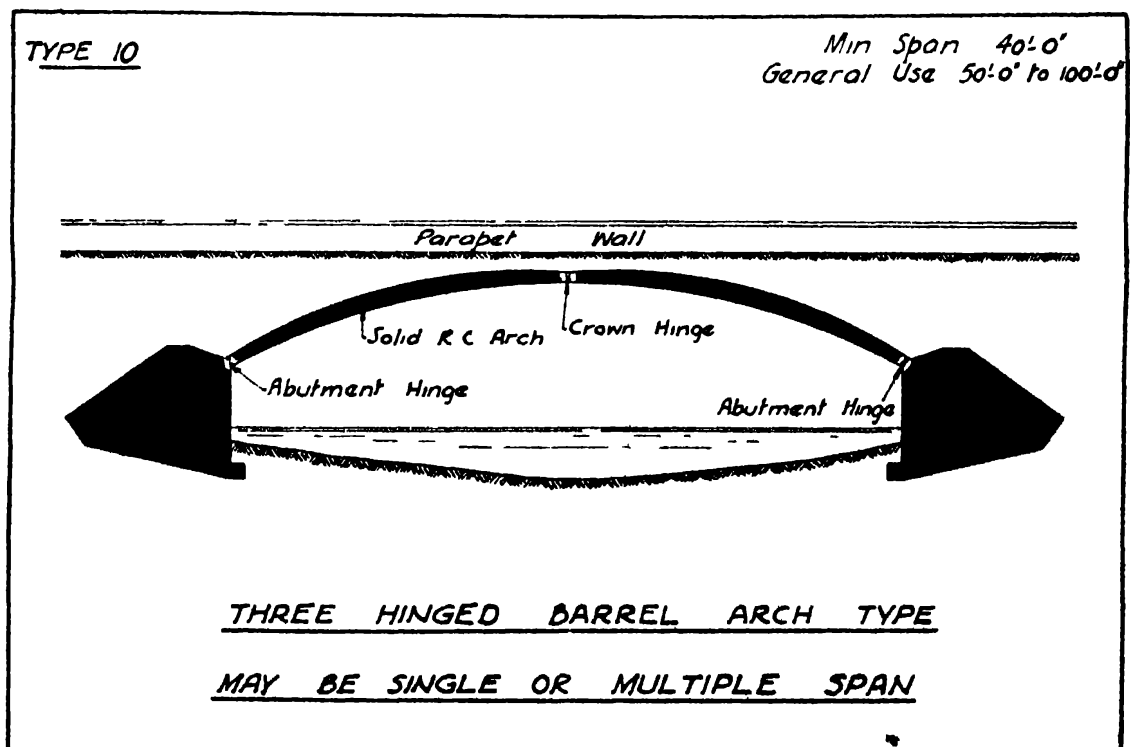 TYPE 10
Min Span 40'-0"
General Use 50'-0" to 100'-0"
Parapet Wall
Solid R C Arch
Crown Hinge
Abutment Hinge
Abutment Hinge
THREE HINGED BARREL ARCH TYPE
MAY BE SINGLE OR MULTIPLE SPAN